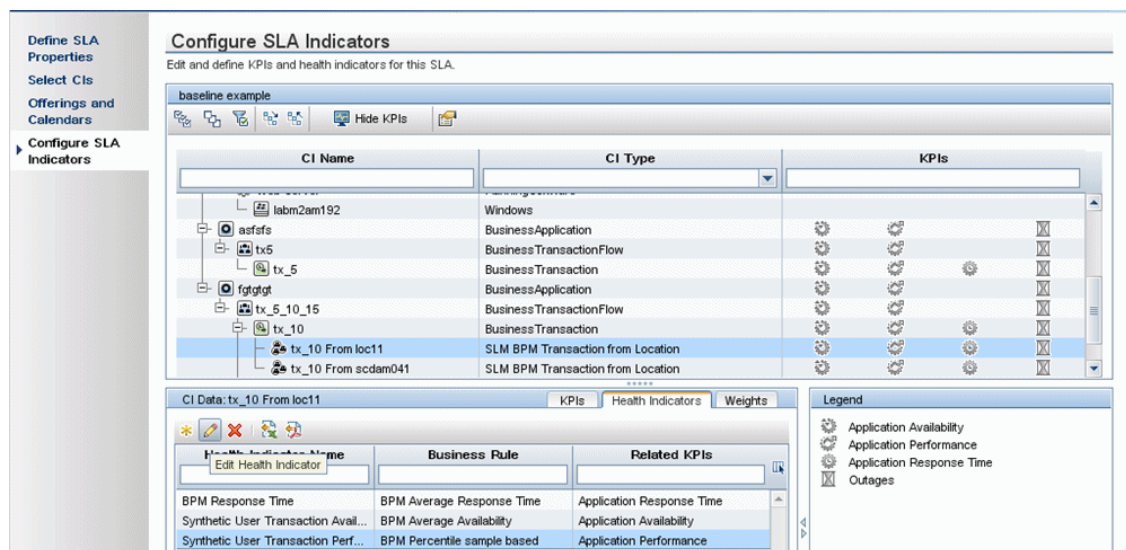 Define SLA
Properties
Select CIs
Offerings and
Calendars
Configure SLA
Indicators
Configure SLA Indicators
Edit and define KPIs and health indicators for this SLA.
baseline example
Hide KPIs
CI Name CI Type KPIs
labm2am192 Windows
asfsfs BusinessApplication
tx5 BusinessTransactionFlow
tx_5 BusinessTransaction
fgtgtgt BusinessApplication
tx_5_10_15 BusinessTransactionFlow
tx_10 BusinessTransaction
tx_10 From loc11 SLM BPM Transaction from Location
tx_10 From scdam041 SLM BPM Transaction from Location
CI Data: tx_10 From loc11 KPIs Health Indicators Weights
Edit Health Indicator
Name Business Rule Related KPIs
BPM Response Time BPM Average Response Time Application Response Time
Synthetic User Transaction Avail... BPM Average Availability Application Availability
Synthetic User Transaction Perf... BPM Percentile sample based Application Performance
Legend
Application Availability
Application Performance
Application Response Time
Outages